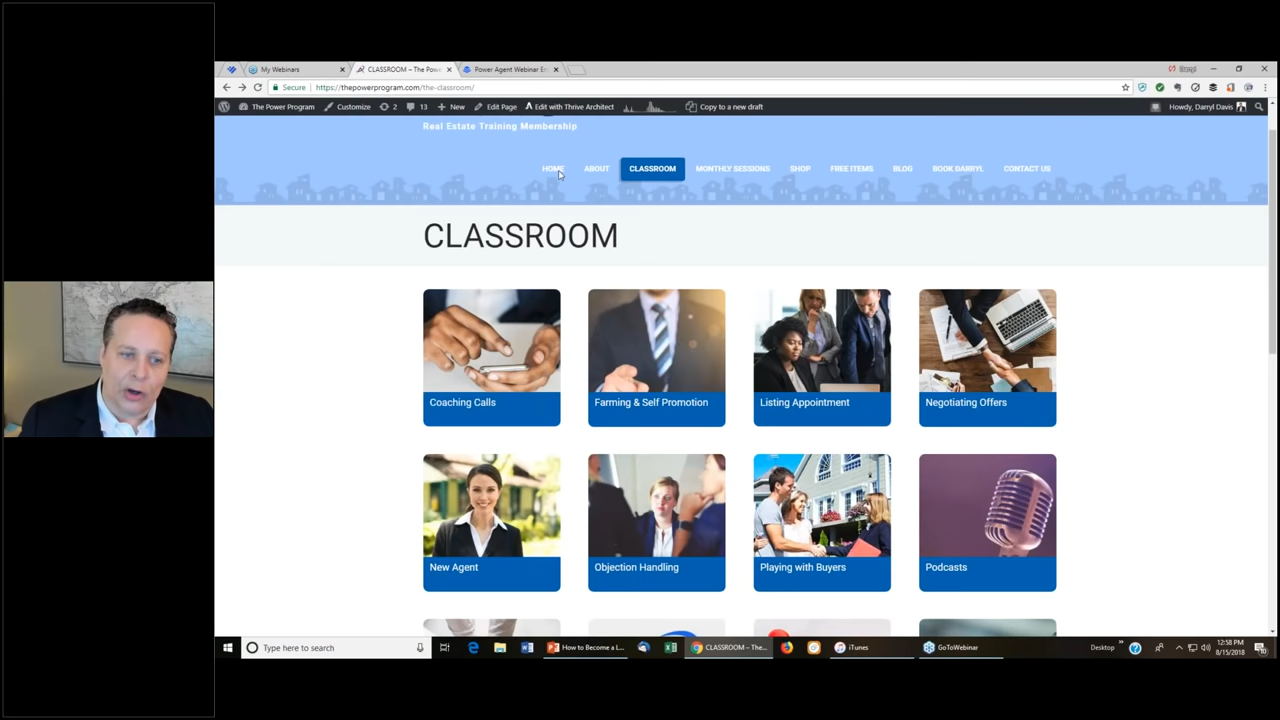 My Webinars
CLASSROOM – The Powe
Power Agent Webinar E
Secure
https://thepowerprogram.com/the-classroom/
The Power Program
Customize
2
13
New
Edit Page
Edit with Thrive Architect
Copy to a new draft
Howdy, Darryl Davis
Real Estate Training Membership
HOME ABOUT CLASSROOM MONTHLY SESSIONS SHOP FREE ITEMS BLOG BOOK DARRYL CONTACT US
CLASSROOM
Coaching Calls
Farming & Self Promotion
Listing Appointment
Negotiating Offers
New Agent
Objection Handling
Playing with Buyers
Podcasts
Type here to search
How to Become a L...
CLASSROOM – The...
iTunes
GoToWebinar
Desktop
12:58 PM
8/15/2018